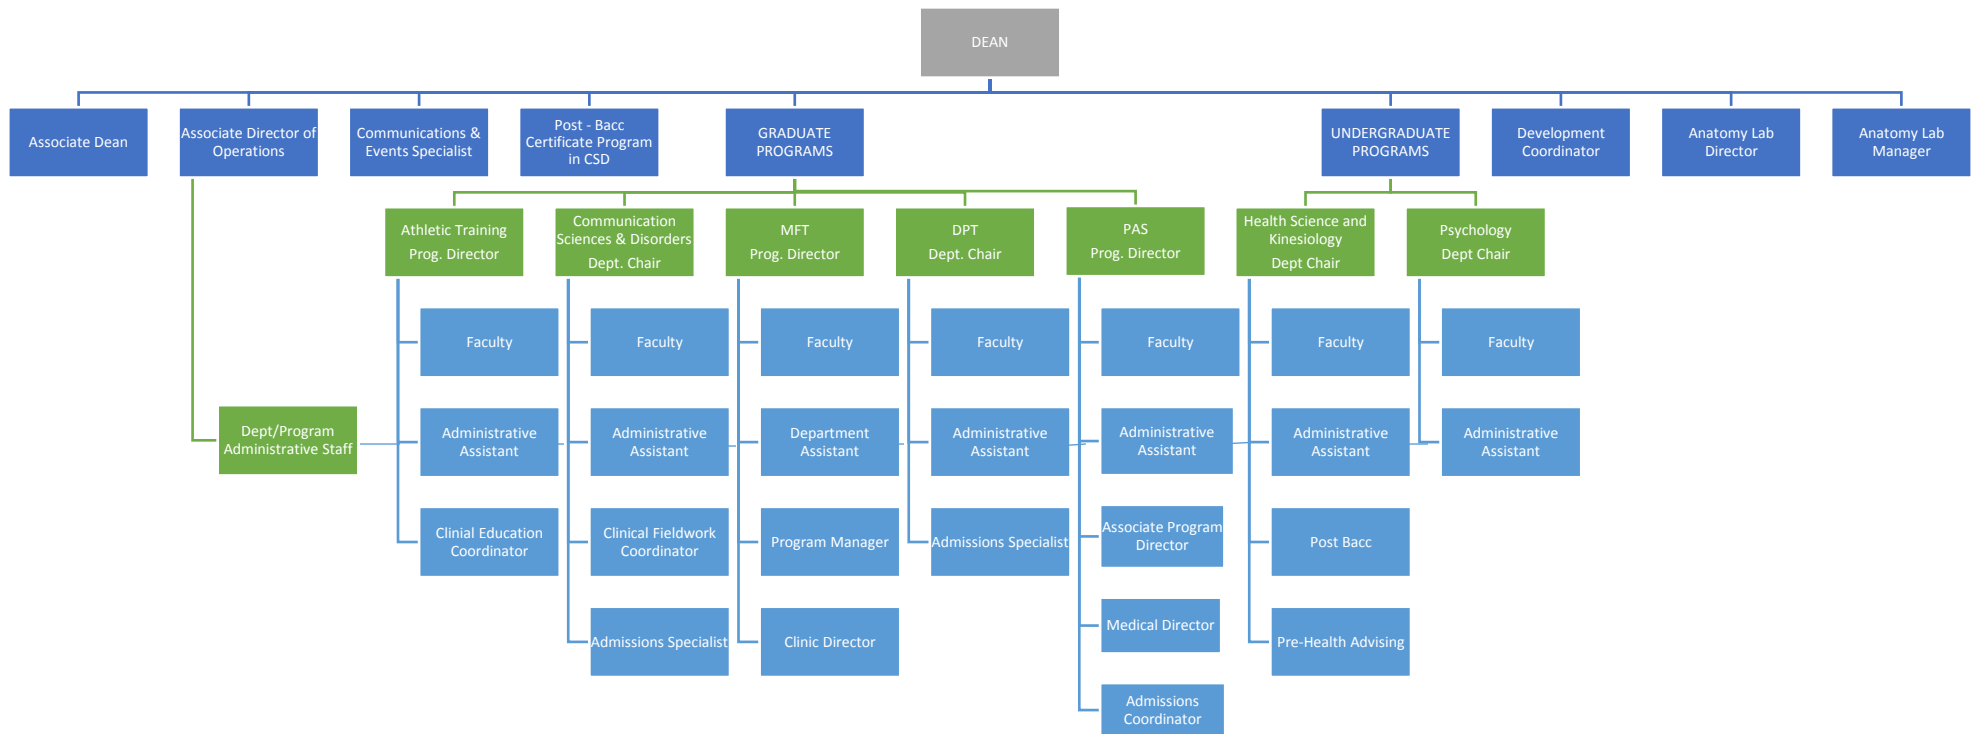 DEAN
Associate Dean
Associate Director of
Operations
Communications &
Events Specialist
Post - Bacc
Certificate Program
in CSD
GRADUATE
PROGRAMS
UNDERGRADUATE
PROGRAMS
Development
Coordinator
Anatomy Lab
Director
Anatomy Lab
Manager
Athletic Training
Prog. Director
Communication
Sciences & Disorders
Dept. Chair
MFT
Prog. Director
DPT
Dept. Chair
PAS
Prog. Director
Health Science and
Kinesiology
Dept Chair
Psychology
Dept Chair
Faculty
Faculty
Faculty
Faculty
Faculty
Faculty
Faculty
Dept/Program
Administrative Staff
Administrative
Assistant
Administrative
Assistant
Department
Assistant
Administrative
Assistant
Administrative
Assistant
Administrative
Assistant
Administrative
Assistant
Clinial Education
Coordinator
Clinical Fieldwork
Coordinator
Program Manager
Admissions Specialist
Associate Program
Director
Post Bacc
Admissions Specialist
Clinic Director
Medical Director
Pre-Health Advising
Admissions
Coordinator